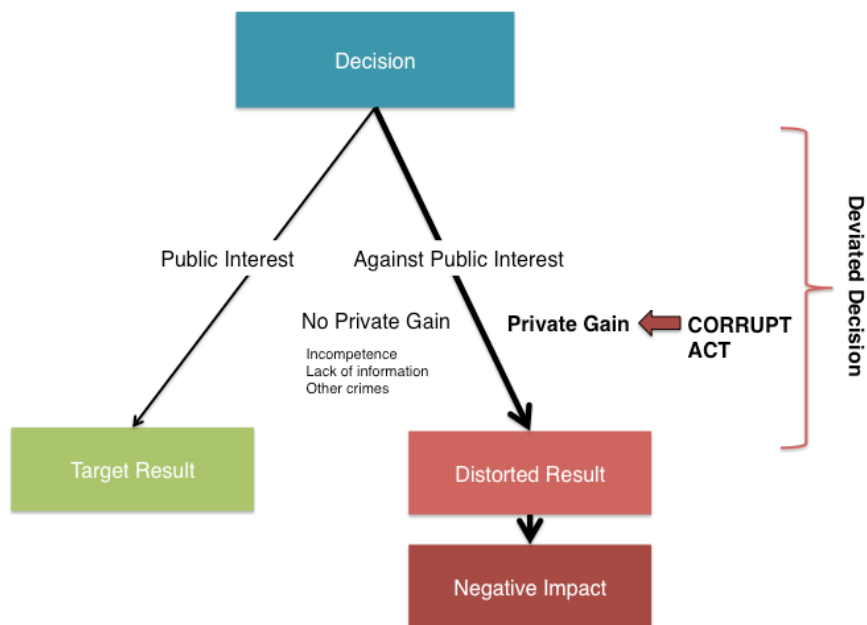 Decision
Public Interest
Against Public Interest
No Private Gain
Incompetence
Lack of information
Other crimes
Private Gain
CORRUPT
ACT
Deviated Decision
Target Result
Distorted Result
Negative Impact